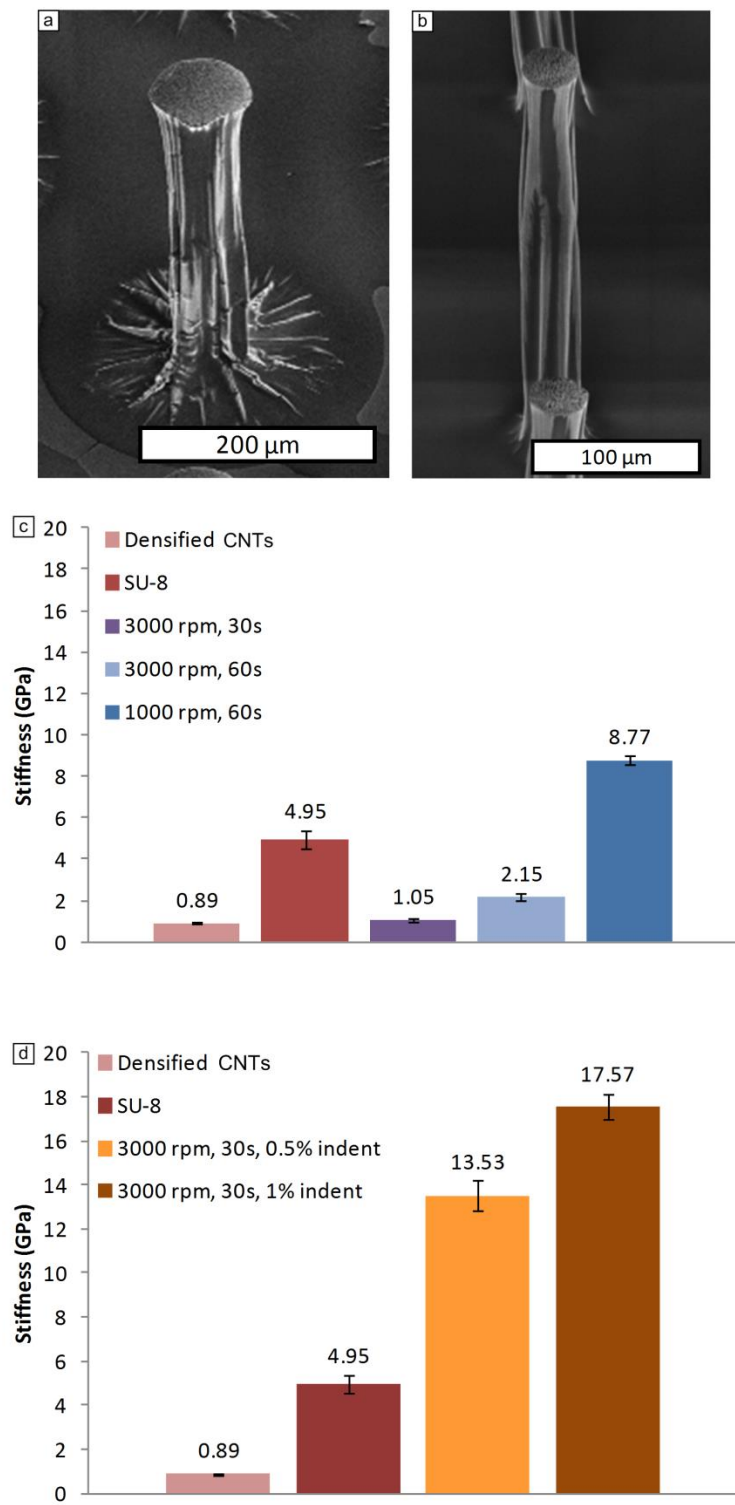 a
b
200 µm
100 µm
c
20
18
16
14
12
10
8
6
4
2
0
Stiffness (GPa)
Densified CNTs
SU-8
3000 rpm, 30s
3000 rpm, 60s
1000 rpm, 60s
0.89
4.95
1.05
2.15
8.77
d
20
18
16
14
12
10
8
6
4
2
0
Stiffness (GPa)
Densified CNTs
SU-8
3000 rpm, 30s, 0.5% indent
3000 rpm, 30s, 1% indent
0.89
4.95
13.53
17.57